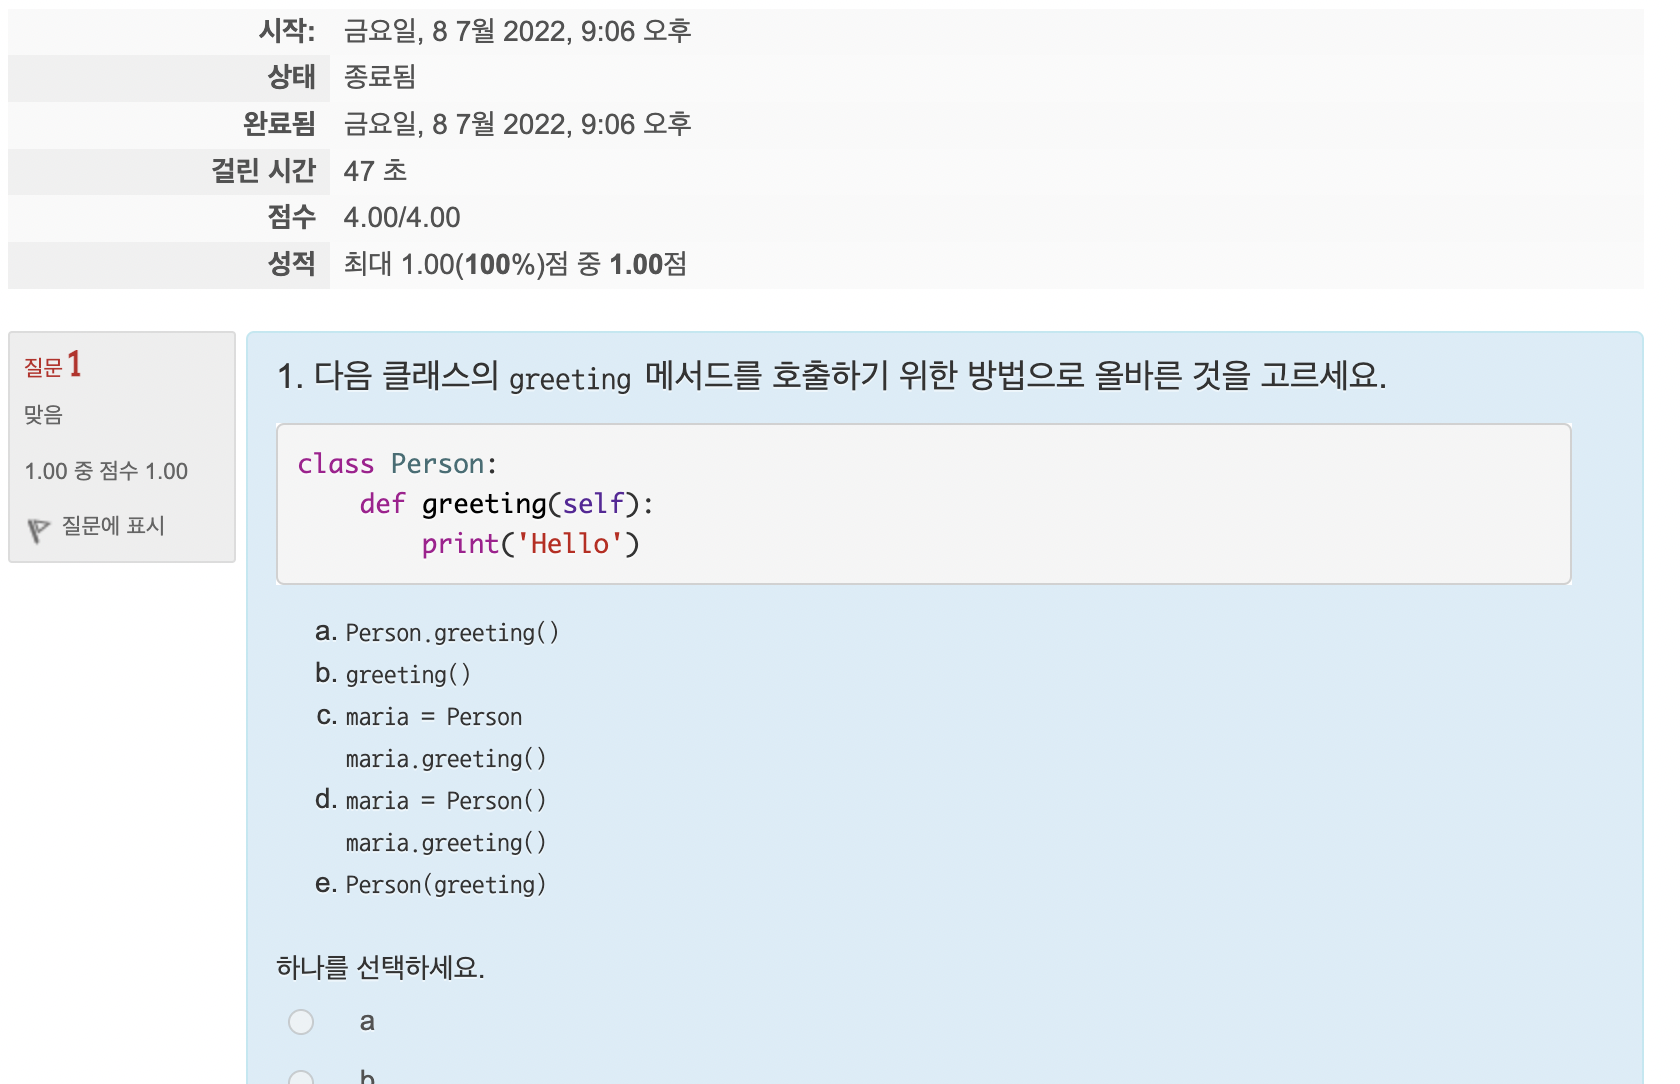 시작: 금요일, 8 7월 2022, 9:06 오후
상태 종료됨
완료됨 금요일, 8 7월 2022, 9:06 오후
걸린 시간 47 초
점수 4.00/4.00
성적 최대 1.00(100%)점 중 1.00점
질문 1
맞음
1.00 중 점수 1.00
질문에 표시
1. 다음 클래스의 greeting 메서드를 호출하기 위한 방법으로 올바른 것을 고르세요.
class Person:
    def greeting(self):
        print('Hello')
a. Person.greeting()
b. greeting()
c. maria = Person
maria.greeting()
d. maria = Person()
maria.greeting()
e. Person(greeting)
하나를 선택하세요.
a
b